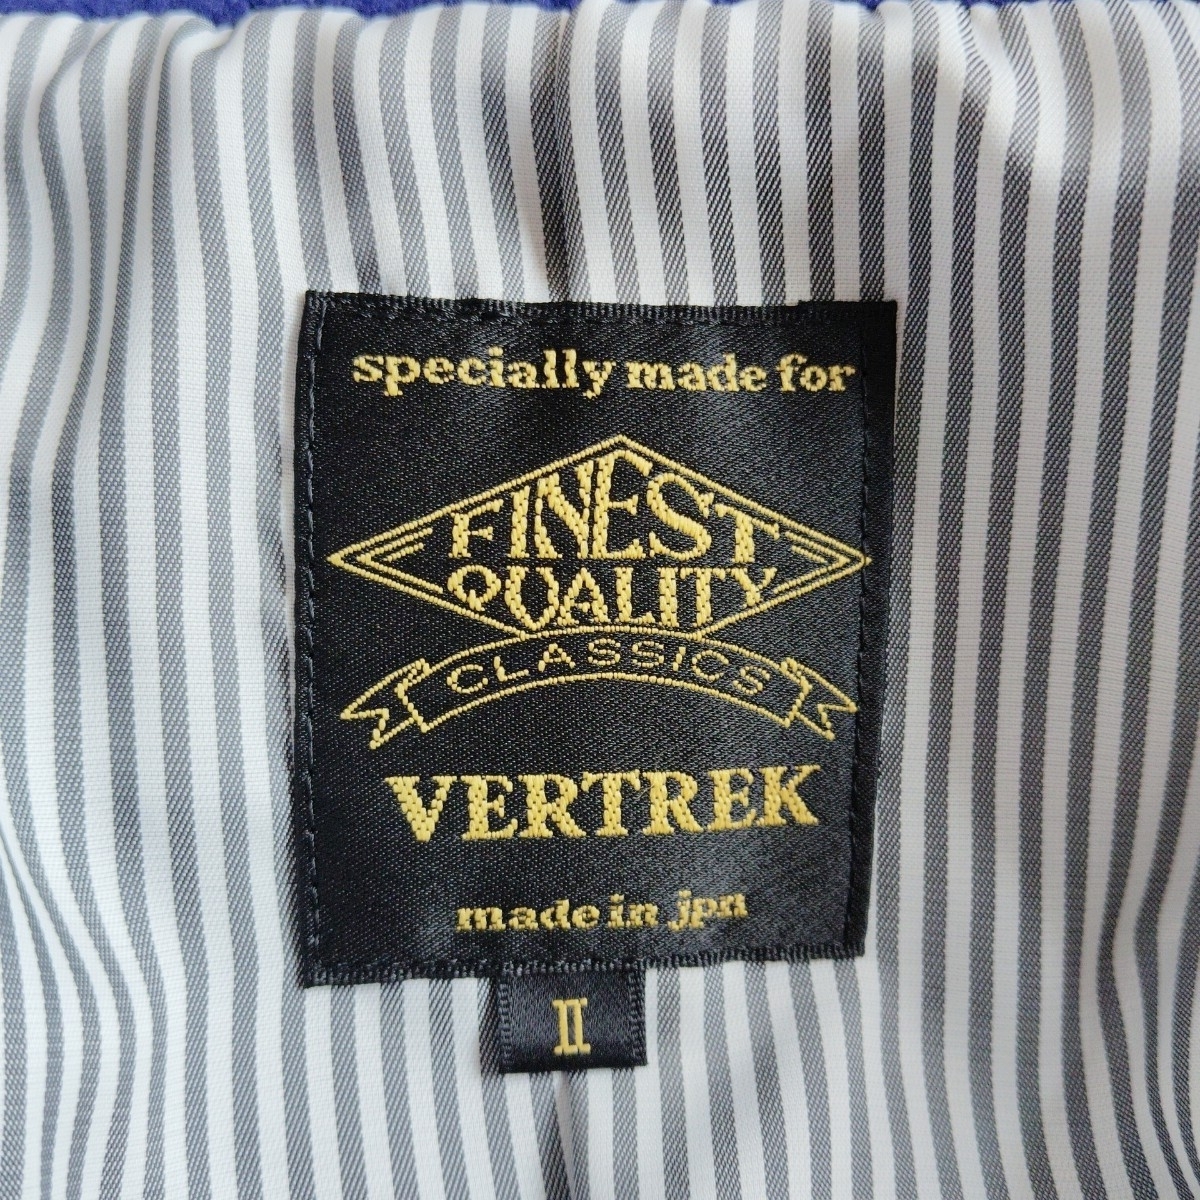 specially made for
FINEST
QUALITY
CLASSICS
VERTREK
made in jpn
II